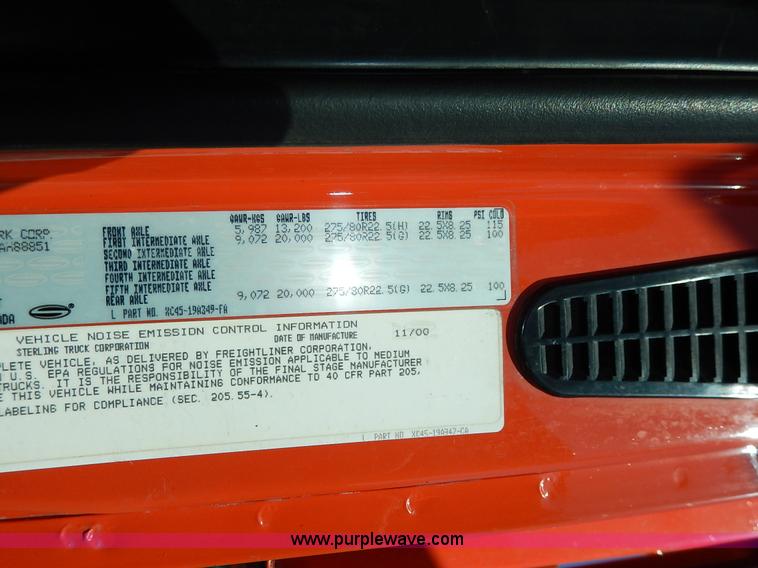 GAWR-KGS GAWR-LBS TIRES RIMS PSI COLD
FRONT AXLE 5,987 13,200 275/80R22.5(H) 22.5X8.25 115
FIRST INTERMEDIATE AXLE 9,072 20,000 275/80R22.5(G) 22.5X8.25 100
SECOND INTERMEDIATE AXLE
THIRD INTERMEDIATE AXLE
FOURTH INTERMEDIATE AXLE
FIFTH INTERMEDIATE AXLE
REAR AXLE 9,072 20,000 275/80R22.5(G) 22.5X8.25 100
RK CORP.
88851
ADA
L PART NO. XC45-19A349-FA
VEHICLE NOISE EMISSION CONTROL INFORMATION
STERLING TRUCK CORPORATION DATE OF MANUFACTURE 11/00
PLETE VEHICLE, AS DELIVERED BY FREIGHTLINER CORPORATION,
U.S. EPA REGULATIONS FOR NOISE EMISSION APPLICABLE TO MEDIUM
TRUCKS. IT IS THE RESPONSIBILITY OF THE FINAL STAGE MANUFACTURER
E THIS VEHICLE WHILE MAINTAINING CONFORMANCE TO 40 CFR PART 205,
LABELING FOR COMPLIANCE (SEC. 205.55-4).
L PART NO. XC45-19A342-CA
www.purplewave.com